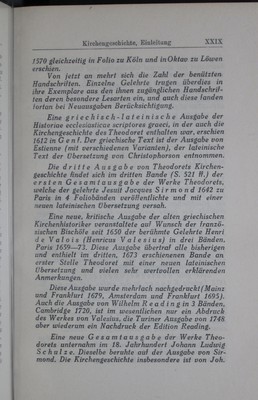 Kirchengeschichte, Einleitung XXIX
1570 gleichzeitig in Folio zu Köln und in Oktav zu Löwen
erschien.
Von jetzt an mehrt sich die Zahl der benützten
Handschriften. Einzelne Gelehrte trugen überdies in
ihre Exemplare aus den ihnen zugänglichen Handschrif-
ten deren besondere Lesarten ein, und auch diese fanden
fortan bei Neuausgaben Berücksichtigung.
Eine griechisch-lateinische Ausgabe der
Historiae ecclesiasticae scriptores graeci, in der auch die
Kirchengeschichte des Theodoret enthalten war, erschien
1612 in Genf. Der griechische Text ist der Ausgabe von
Estienne (mit verschiedenen Varianten), der lateinische
Text der Übersetzung von Christophorson entnommen.
Die dritte Ausgabe von Theodorets Kirchen-
geschichte findet sich im dritten Bande (S. 521 ff.) der
ersten Gesamtausgabe der Werke Theodorets,
welche der gelehrte Jesuit Jacques Sirmond 1642 zu
Paris in 4 Foliobänden veröffentlichte und mit einer
neuen lateinischen Übersetzung versah.
Eine neue, kritische Ausgabe der alten griechischen
Kirchenhistoriker veranstaltete auf Wunsch der franzö-
sischen Bischöfe seit 1650 der berühmte Gelehrte Henri
de Valois (Henricus Valesius) in drei Bänden,
Paris 1659—73. Diese Ausgabe übertraf alle bisherigen
und enthielt im dritten, 1673 erschienenen Bande an
erster Stelle Theodoret mit einer neuen lateinischen
Übersetzung und vielen sehr wertvollen erklärenden
Anmerkungen.
Diese Ausgabe wurde mehrfach nachgedruckt (Mainz
und Frankfurt 1679, Amsterdam und Frankfurt 1695).
Auch die Ausgabe von Wilhelm Reading in 3 Bänden,
Cambridge 1720, ist im wesentlichen nur ein Abdruck
des Werkes von Valesius, die Turiner Ausgabe von 1748
aber wiederum ein Nachdruck der Edition Reading.
Eine neue Gesamtausgabe der Werke Theo-
dorets unternahm im 18. Jahrhundert Johann Ludwig
Schulze. Dieselbe beruhte auf der Ausgabe von Sir-
mond. Die Kirchengeschichte insbesondere ist von Joh.